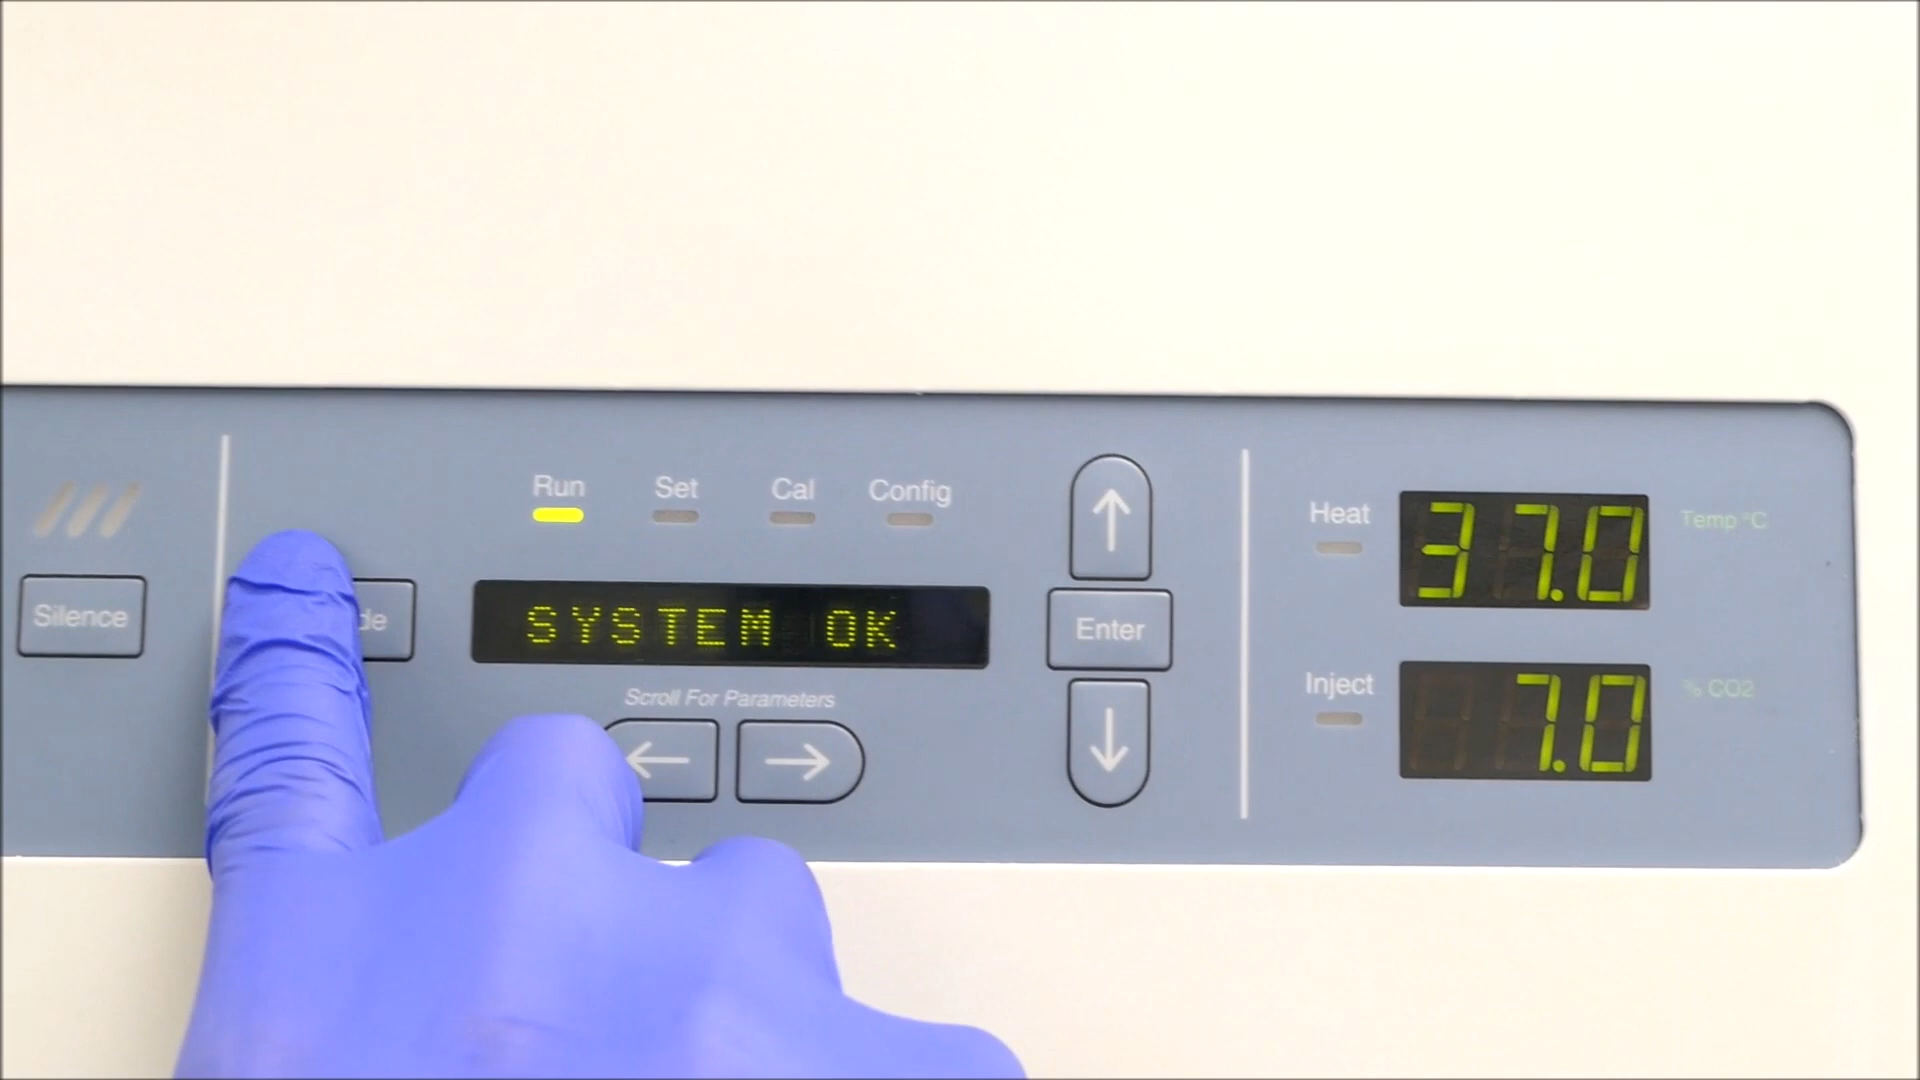 Run Set Cal Config
Silence
de
SYSTEM OK
Scroll For Parameters
Enter
Heat
37.0
Temp °C
Inject
7.0
% CO2